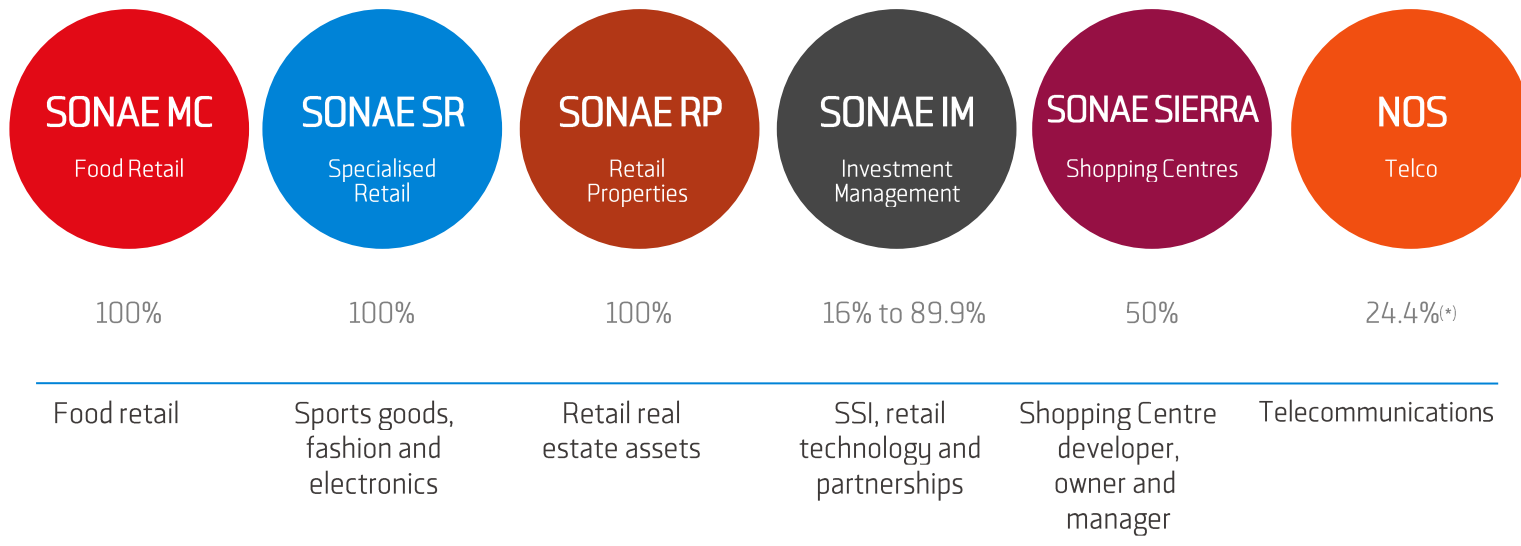 SONAE MC
Food Retail
SONAE SR
Specialised
Retail
SONAE RP
Retail
Properties
SONAE IM
Investment
Management
SONAE SIERRA
Shopping Centres
NOS
Telco
100%
100%
100%
16% to 89.9%
50%
24.4%(*)
Food retail
Sports goods,
fashion and
electronics
Retail real
estate assets
SSI, retail
technology and
partnerships
Shopping Centre
developer,
owner and
manager
Telecommunications